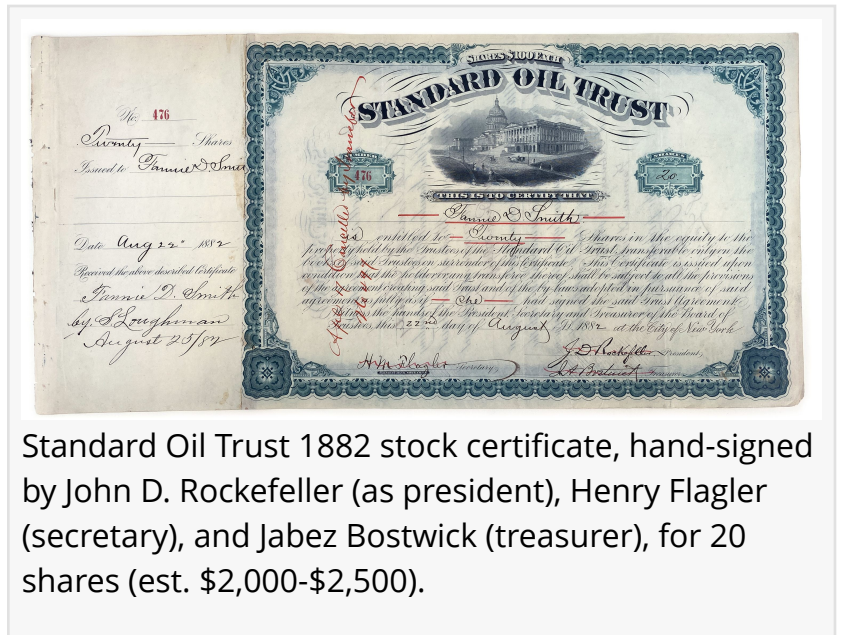 No. 476
Twenty Shares
Issued to Fannie D Smith
Date Aug 22d 1882
Received the above described Certificate
Fannie D. Smith
by S Loughman
August 25/82
SHARES $100 EACH
STANDARD OIL TRUST
NUMBER
476
20
THIS IS TO CERTIFY THAT
Fannie D Smith
is entitled to Twenty Shares in the equity to the
property held by the Trustees of the Standard Oil Trust, transferable only on the
books of said Trustees on surrender of this Certificate. This Certificate is issued upon
condition that the holder or any transferee thereof shall be subject to all the provisions
of the agreement creating said Trust and of the by laws adopted in pursuance of said
agreement fully as if she had signed the said Trust Agreement.
Witness the hands of the President Secretary and Treasurer of the Board of
Trustees this 22nd day of August A.D. 1882 at the City of New York
H M Flagler Secretary
J D Rockefeller President,
J A Bostwick Treasurer
Cancelled by Transfer
Standard Oil Trust 1882 stock certificate, hand-signed
by John D. Rockefeller (as president), Henry Flagler
(secretary), and Jabez Bostwick (treasurer), for 20
shares (est. $2,000-$2,500).